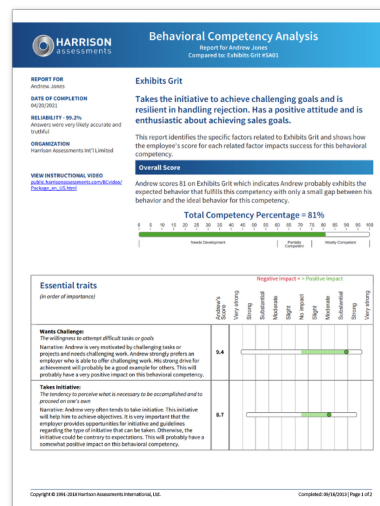 HARRISON
assessments
Behavioral Competency Analysis
Report for Andrew Jones
Compared to: Exhibits Grit #SA01
REPORT FOR
Andrew Jones
DATE OF COMPLETION
04/20/2021
RELIABILITY - 99.2%
Answers were very likely accurate and
truthful
ORGANIZATION
Harrison Assessments Int'l Limited
VIEW INSTRUCTIONAL VIDEO
public.harrisonassessments.com/BCvideo/
Package_en_US.html
Exhibits Grit
Takes the initiative to achieve challenging goals and is
resilient in handling rejection. Has a positive attitude and is
enthusiastic about achieving sales goals.
This report identifies the specific factors related to Exhibits Grit and shows how
the employee's score for each related factor impacts success for this behavioral
competency.
Overall Score
Andrew scores 81 on Exhibits Grit which indicates Andrew probably exhibits the
expected behavior that fulfills this competency with only a small gap between his
behavior and the ideal behavior for this competency.
Total Competency Percentage = 81%
0 5 10 15 20 25 30 35 40 45 50 55 60 65 70 75 80 85 90 95 100
Needs Development
Partially
Competent
Mostly Competent
Essential traits
(in order of importance)
Negative Impact < > Positive Impact
Andrew's
Score
Very strong
Strong
Substantial
Moderate
Slight
No impact
Slight
Moderate
Substantial
Strong
Very strong
Wants Challenge:
The willingness to attempt difficult tasks or goals
Narrative: Andrew is very motivated by challenging tasks or
projects and needs challenging work. Andrew strongly prefers an
employer who is able to offer challenging work. His strong drive for
achievement will probably be a good example for others. This will
probably have a very positive impact on this behavioral competency.
9.4
Takes Initiative:
The tendency to perceive what is necessary to be accomplished and to
proceed on one's own
Narrative: Andrew very often tends to take initiative. This initiative
will help him to achieve objectives. It is very important that the
employer provides opportunities for initiative and guidelines
regarding the type of initiative that can be taken. Otherwise, the
initiative could be contrary to expectations. This will probably have a
somewhat positive impact on this behavioral competency.
8.7
Copyright © 1991-2018 Harrison Assessments International, Ltd.
Completed: 09/16/2013 | Page 1 of 2